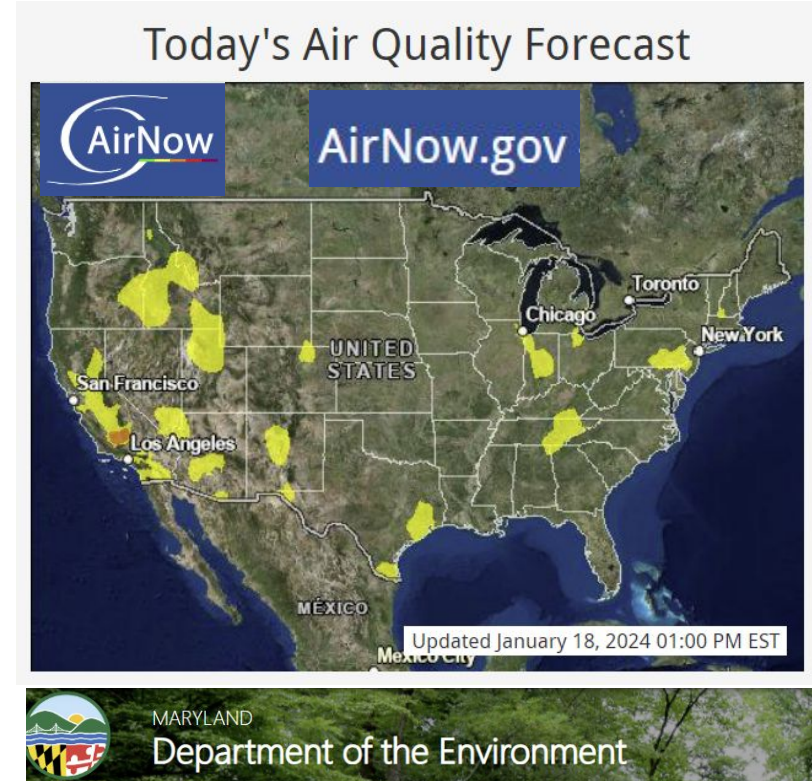 Today's Air Quality Forecast
AirNow
AirNow.gov
Toronto
Chicago
New York
UNITED
STATES
San Francisco
Los Angeles
MÉXICO
Updated January 18, 2024 01:00 PM EST
Mexico City
MARYLAND
Department of the Environment